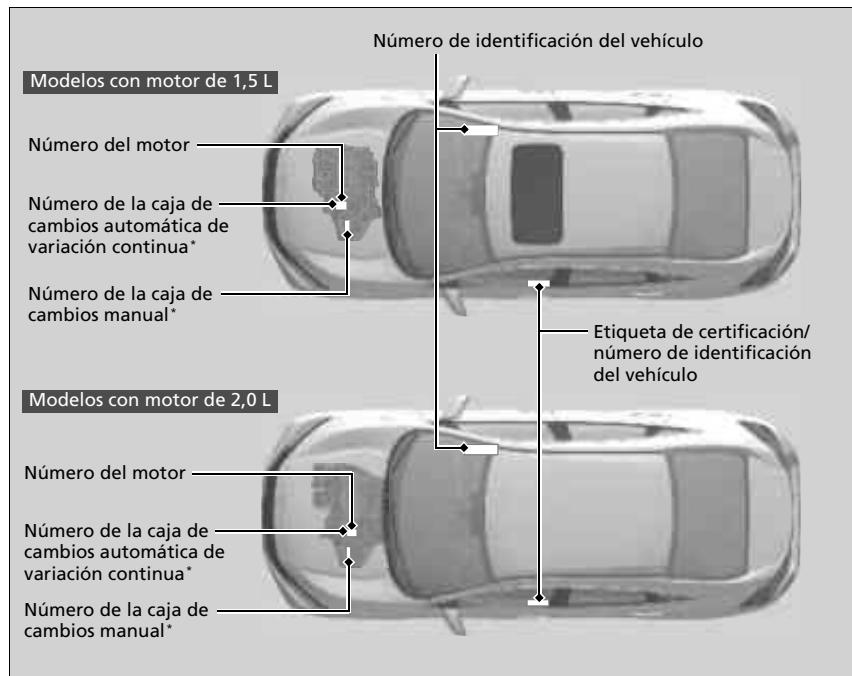 Número de identificación del vehículo
Modelos con motor de 1,5 L
Número del motor
Número de la caja de
cambios automática de
variación continua*
Número de la caja de
cambios manual*
Etiqueta de certificación/
número de identificación
del vehículo
Modelos con motor de 2,0 L
Número del motor
Número de la caja de
cambios automática de
variación continua*
Número de la caja de
cambios manual*